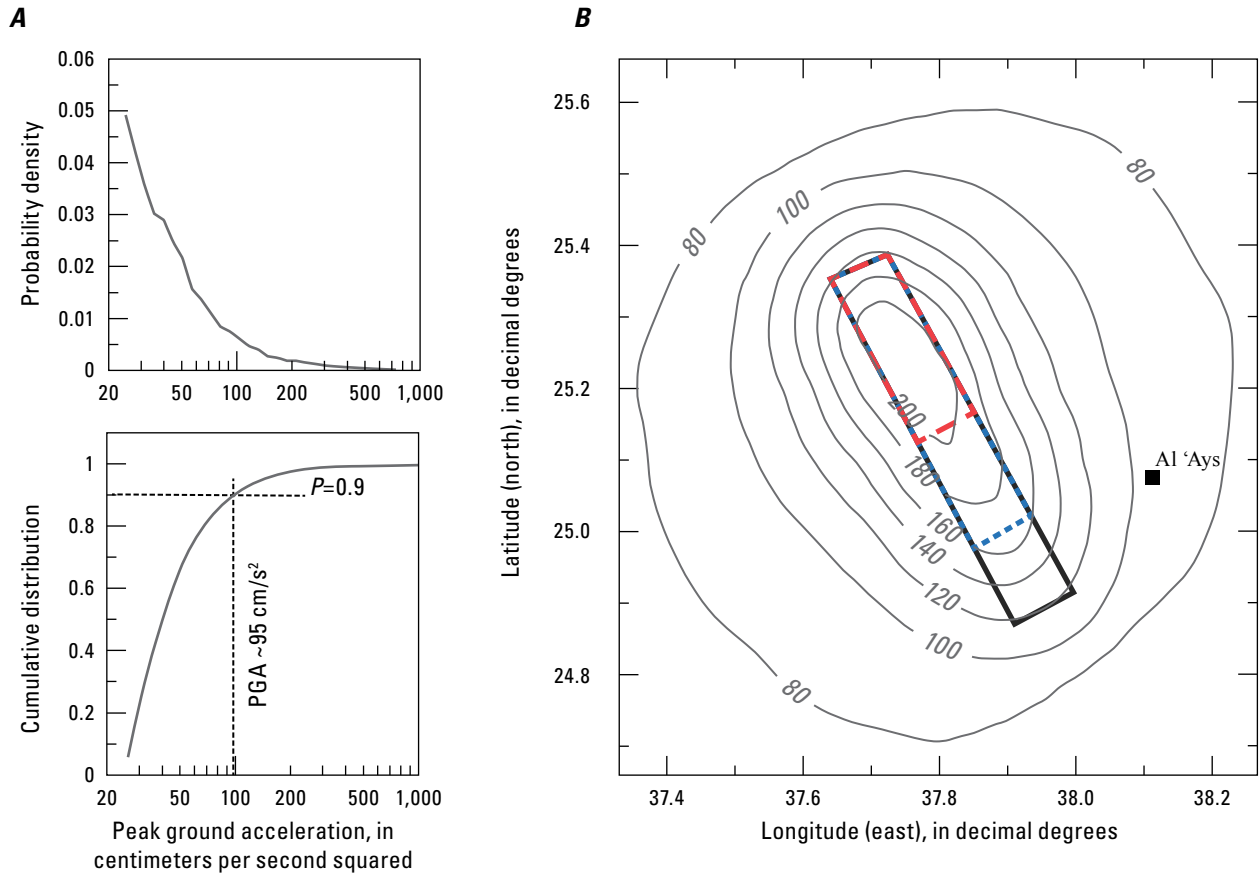 A
0.06
0.05
0.04
0.03
0.02
0.01
0
Probability density
20 50 100 200 500 1,000
1
0.8
0.6
0.4
0.2
0
Cumulative distribution
P=0.9
PGA ~95 cm/s²
20 50 100 200 500 1,000
Peak ground acceleration, in
centimeters per second squared
B
25.6
25.4
25.2
25.0
24.8
Latitude (north), in decimal degrees
80
100
80
200
180
160
140
120
100
80
Al ‘Ays
37.4 37.6 37.8 38.0 38.2
Longitude (east), in decimal degrees